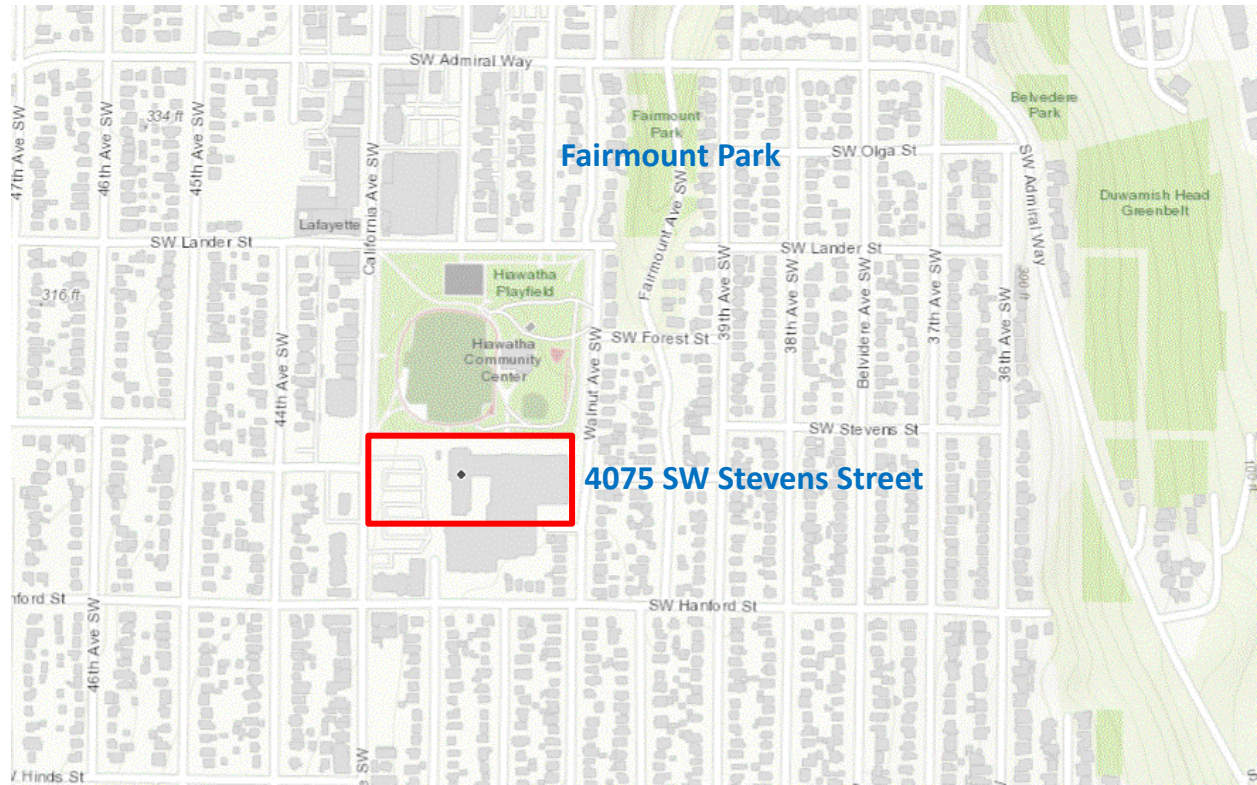 SW Admiral Way
47th Ave SW
46th Ave SW
334 ft
45th Ave SW
California Ave SW
Fairmount
Park
Fairmount Park
SW Olga St
Belvedere
Park
SW Admiral Way
Duwamish Head
Greenbelt
Lafayette
SW Lander St
SW Lander St
Fairmount Ave SW
316 ft
Hiawatha
Playfield
Hiawatha
Community
Center
SW Forest St
39th Ave SW
38th Ave SW
Belvidere Ave SW
37th Ave SW
300 ft
36th Ave SW
44th Ave SW
Walnut Ave SW
SW Stevens St
4075 SW Stevens Street
100 ft
nford St
SW Hanford St
46th Ave SW
e SW
V Hinds St